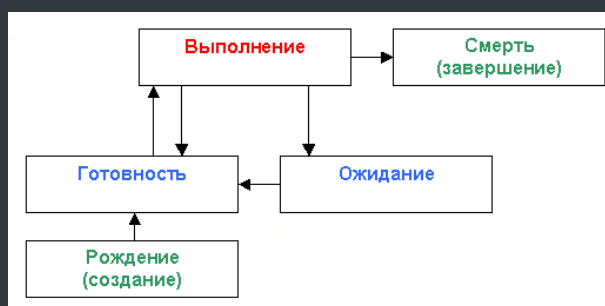 Выполнение
Смерть
(завершение)
Готовность
Ожидание
Рождение
(создание)